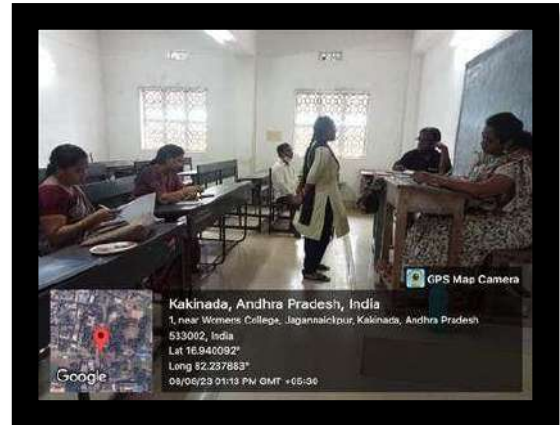 GPS Map Camera
Kakinada, Andhra Pradesh, India
1, near Womens College, Jagannaickpur, Kakinada, Andhra Pradesh
533002, India
Lat 16.940092°
Long 82.237883°
08/06/23 01:13 PM GMT +05:30
Google